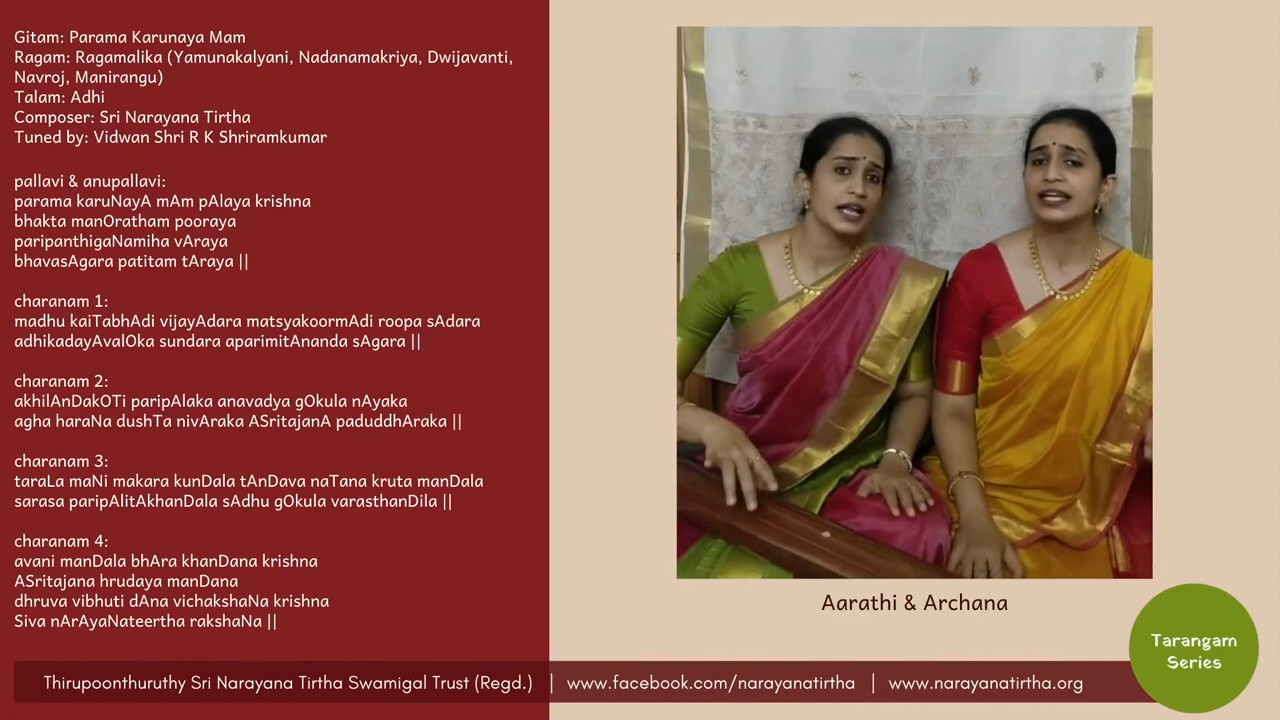 Gitam: Parama Karunaya Mam
Ragam: Ragamalika (Yamunakalyani, Nadanamakriya, Dwijavanti,
Navroj, Manirangu)
Talam: Adhi
Composer: Sri Narayana Tirtha
Tuned by: Vidwan Shri R K Shriramkumar
pallavi & anupallavi:
parama karuNayA mAm pAlaya krishna
bhakta manOratham pooraya
paripanthigaNamiha vAraya
bhavasAgara patitam tAraya ||
charanam 1:
madhu kaiTabhAdi vijayAdara matsyakoormAdi roopa sAdara
adhikadayAvalOka sundara aparimitAnanda sAgara ||
charanam 2:
akhilAnDakOTi paripAlaka anavadya gOkula nAyaka
agha haraNa dushTa nivAraka ASritajanA paduddhAraka ||
charanam 3:
taraLa maNi makara kunDala tAnDava naTana kruta manDala
sarasa paripAlitAkhanDala sAdhu gOkula varasthanDila ||
charanam 4:
avani manDala bhAra khanDana krishna
ASritajana hrudaya manDana
dhruva vibhuti dAna vichakshaNa krishna
Siva nArAyaNateertha rakshaNa ||
Aarathi & Archana
Tarangam
Series
Thirupoonthuruthy Sri Narayana Tirtha Swamigal Trust (Regd.) | www.facebook.com/narayanatirtha | www.narayanatirtha.org